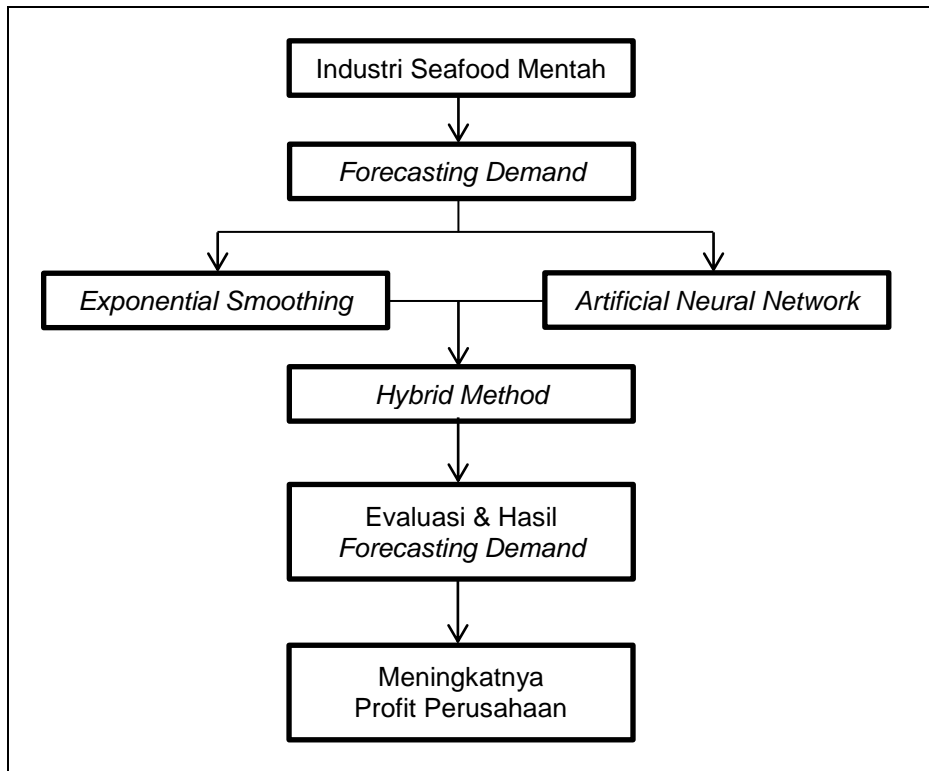 Industri Seafood Mentah
Forecasting Demand
Exponential Smoothing
Artificial Neural Network
Hybrid Method
Evaluasi & Hasil
Forecasting Demand
Meningkatnya
Profit Perusahaan